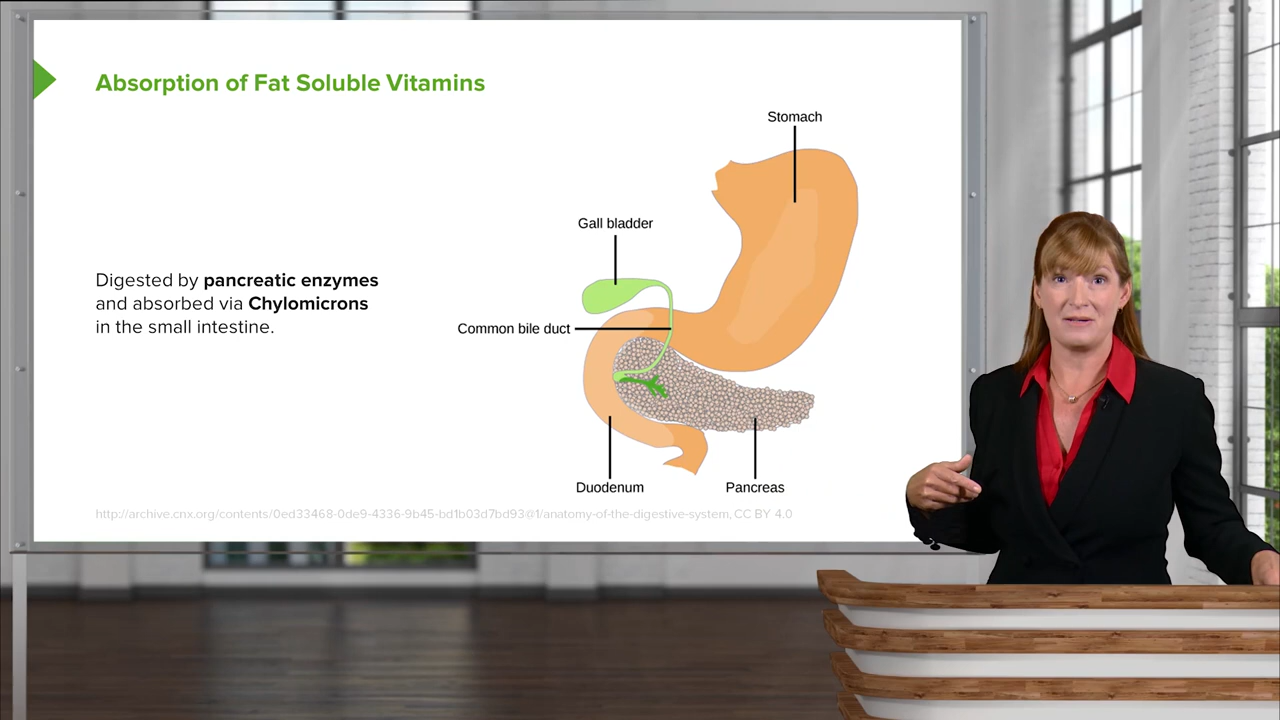 Absorption of Fat Soluble Vitamins
Stomach
Gall bladder
Digested by pancreatic enzymes
and absorbed via Chylomicrons
in the small intestine.
Common bile duct
Duodenum
Pancreas
http://archive.cnx.org/contents/0ed33468-0de9-4336-9b45-bd1b03d7bd93@1/anatomy-of-the-digestive-system, CC BY 4.0